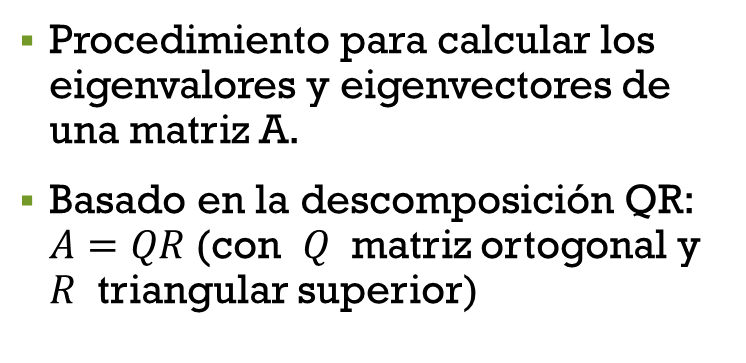 ▪ Procedimiento para calcular los
eigenvalores y eigenvectores de
una matriz A.
▪ Basado en la descomposición QR:
A = QR (con Q matriz ortogonal y
R triangular superior)